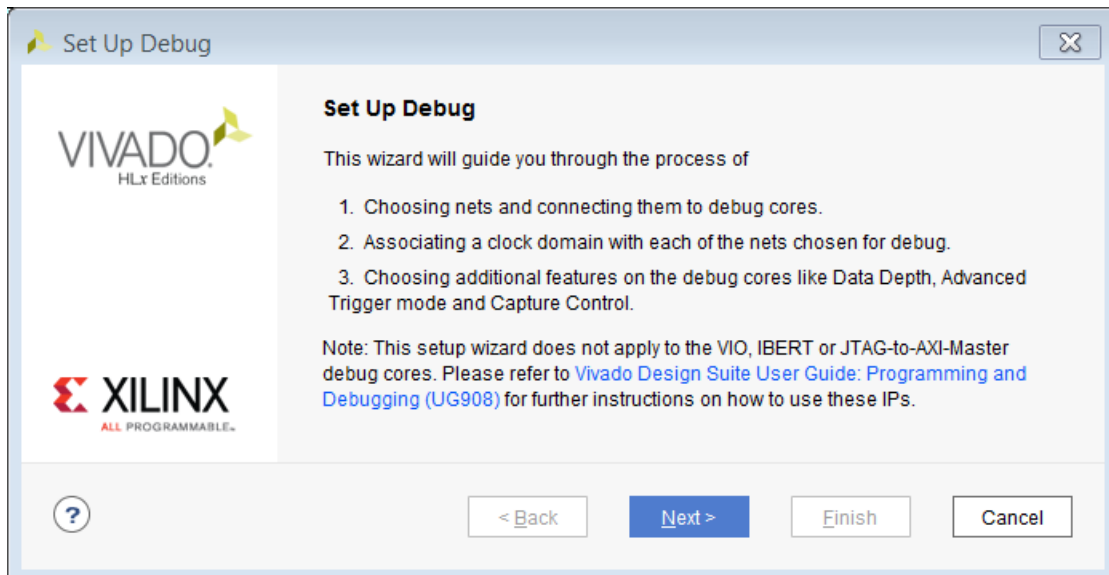 Set Up Debug
VIVADO.
HLx Editions
Set Up Debug
This wizard will guide you through the process of
1. Choosing nets and connecting them to debug cores.
2. Associating a clock domain with each of the nets chosen for debug.
3. Choosing additional features on the debug cores like Data Depth, Advanced
Trigger mode and Capture Control.
Note: This setup wizard does not apply to the VIO, IBERT or JTAG-to-AXI-Master
debug cores. Please refer to Vivado Design Suite User Guide: Programming and
Debugging (UG908) for further instructions on how to use these IPs.
XILINX
ALL PROGRAMMABLE™
?
< Back
Next >
Finish
Cancel